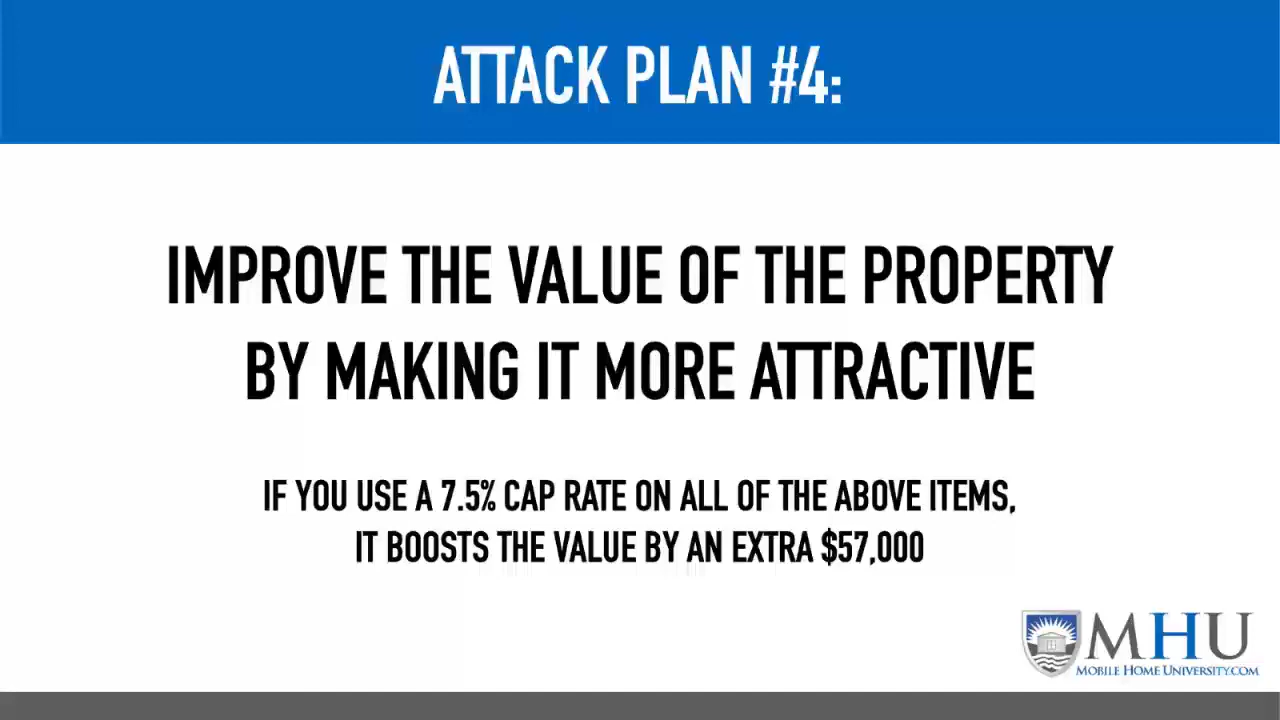 ATTACK PLAN #4:
IMPROVE THE VALUE OF THE PROPERTY
BY MAKING IT MORE ATTRACTIVE
IF YOU USE A 7.5% CAP RATE ON ALL OF THE ABOVE ITEMS,
IT BOOSTS THE VALUE BY AN EXTRA $57,000
MHU
MOBILE HOME UNIVERSITY.COM